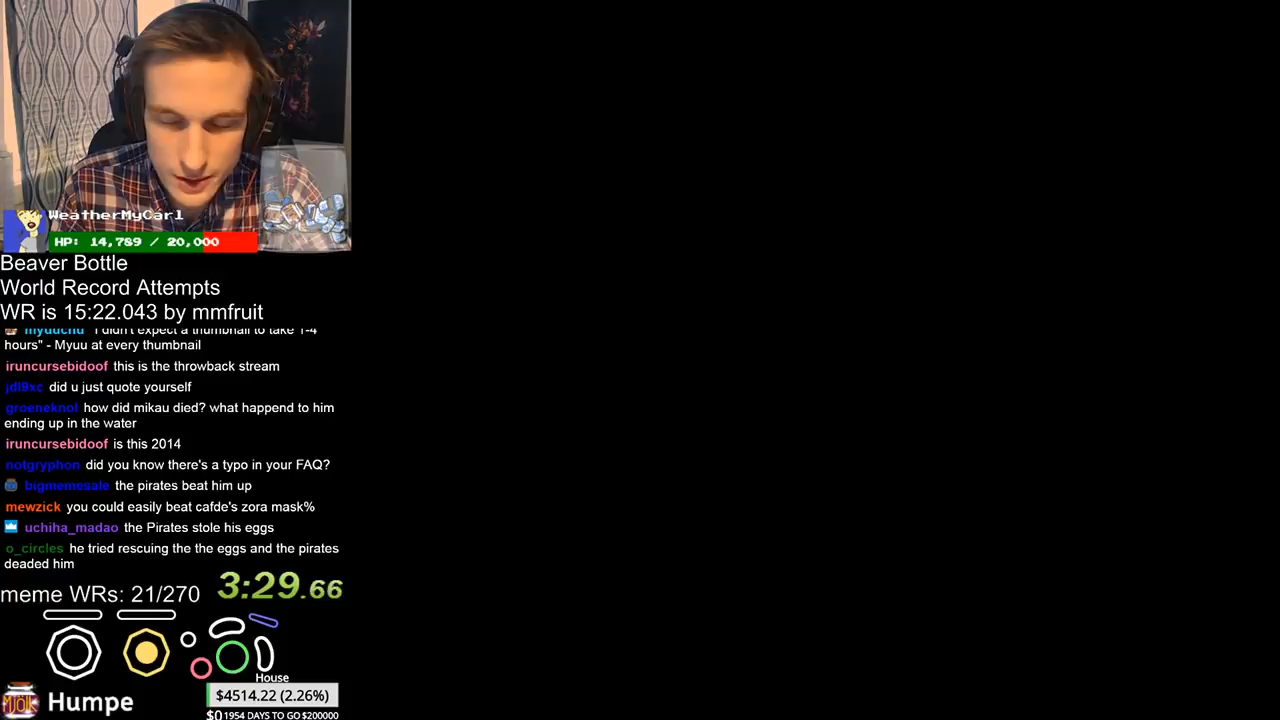 WeatherMyCarl
HP: 14,789 / 20,000
Beaver Bottle
World Record Attempts
WR is 15:22.043 by mmfruit
myuuchu "I didn't expect a thumbnail to take 1-4
hours" - Myuu at every thumbnail
iruncursebidoof this is the throwback stream
jdl9xc did u just quote yourself
groeneknol how did mikau died? what happend to him
ending up in the water
iruncursebidoof is this 2014
notgryphon did you know there's a typo in your FAQ?
bigmemesale the pirates beat him up
mewzick you could easily beat cafde's zora mask%
uchiha_madao the Pirates stole his eggs
o_circles he tried rescuing the the eggs and the pirates
deaded him
meme WRs: 21/270 3:29.66
House
MJÖLK Humpe $4514.22 (2.26%)
$0 1954 DAYS TO GO $200000